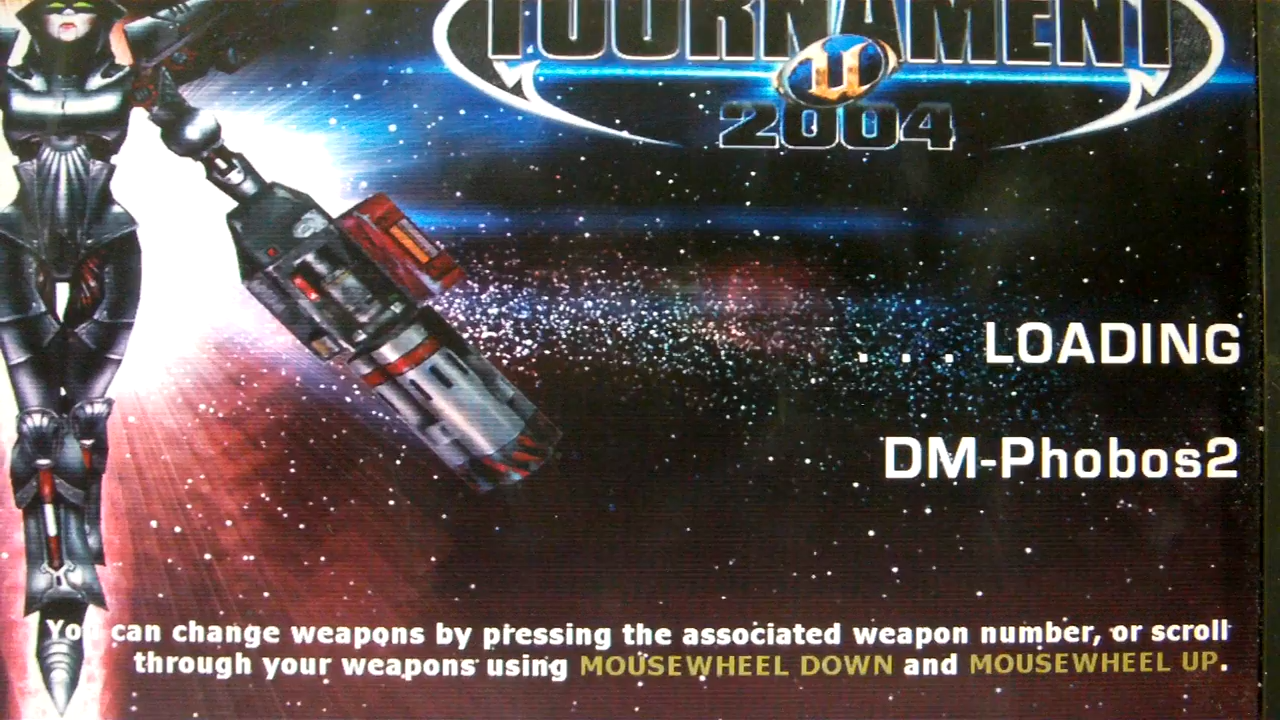 TOURNAMENT
U
2004
. . . LOADING
DM-Phobos2
You can change weapons by pressing the associated weapon number, or scroll
through your weapons using MOUSEWHEEL DOWN and MOUSEWHEEL UP.